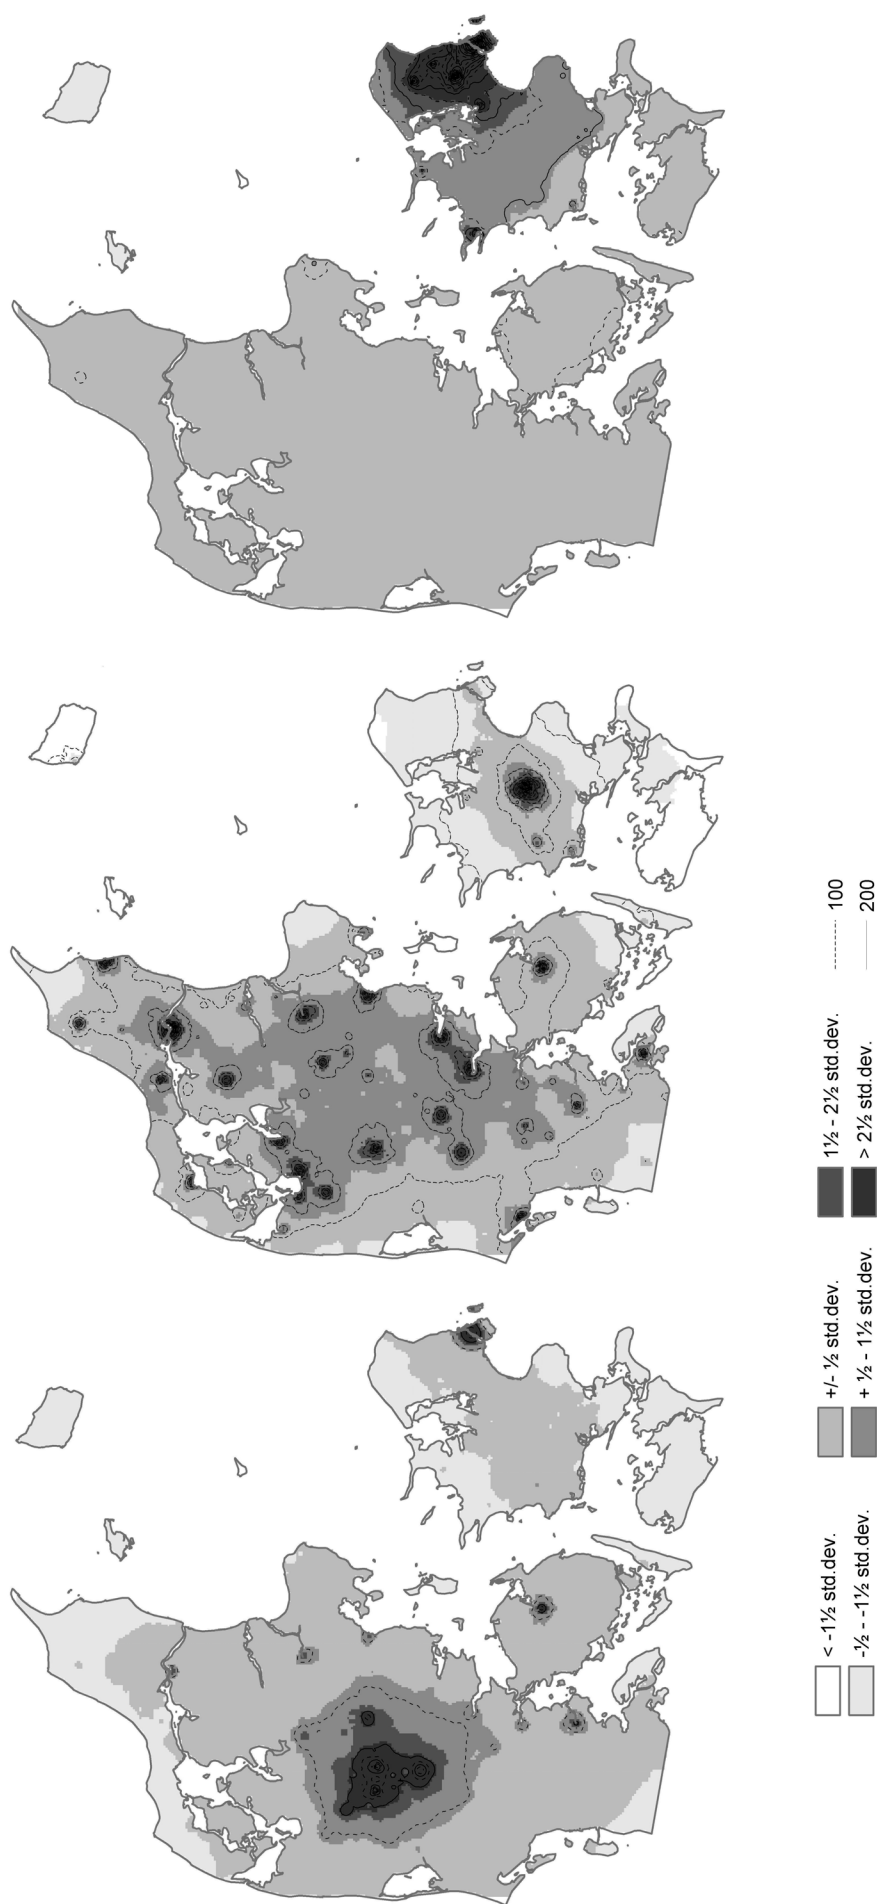 < -1½ std.dev.
-½ - -1½ std.dev.
+/- ½ std.dev.
+ ½ - 1½ std.dev.
1½ - 2½ std.dev.
> 2½ std.dev.
100
200